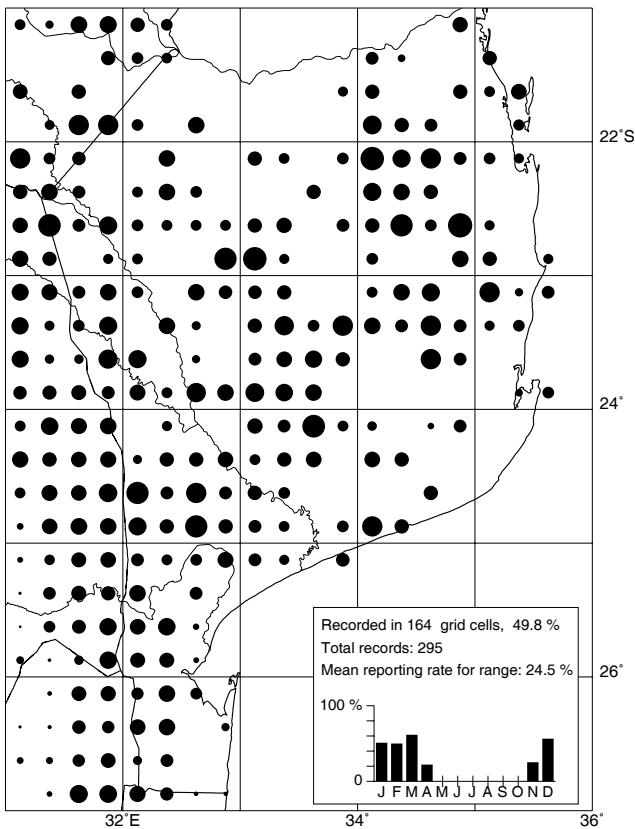 22°S
24°
Recorded in 164 grid cells, 49.8 %
Total records: 295
Mean reporting rate for range: 24.5 %
26°
100 %
0
J F M A M J J A S O N D
32°E
34°
36°